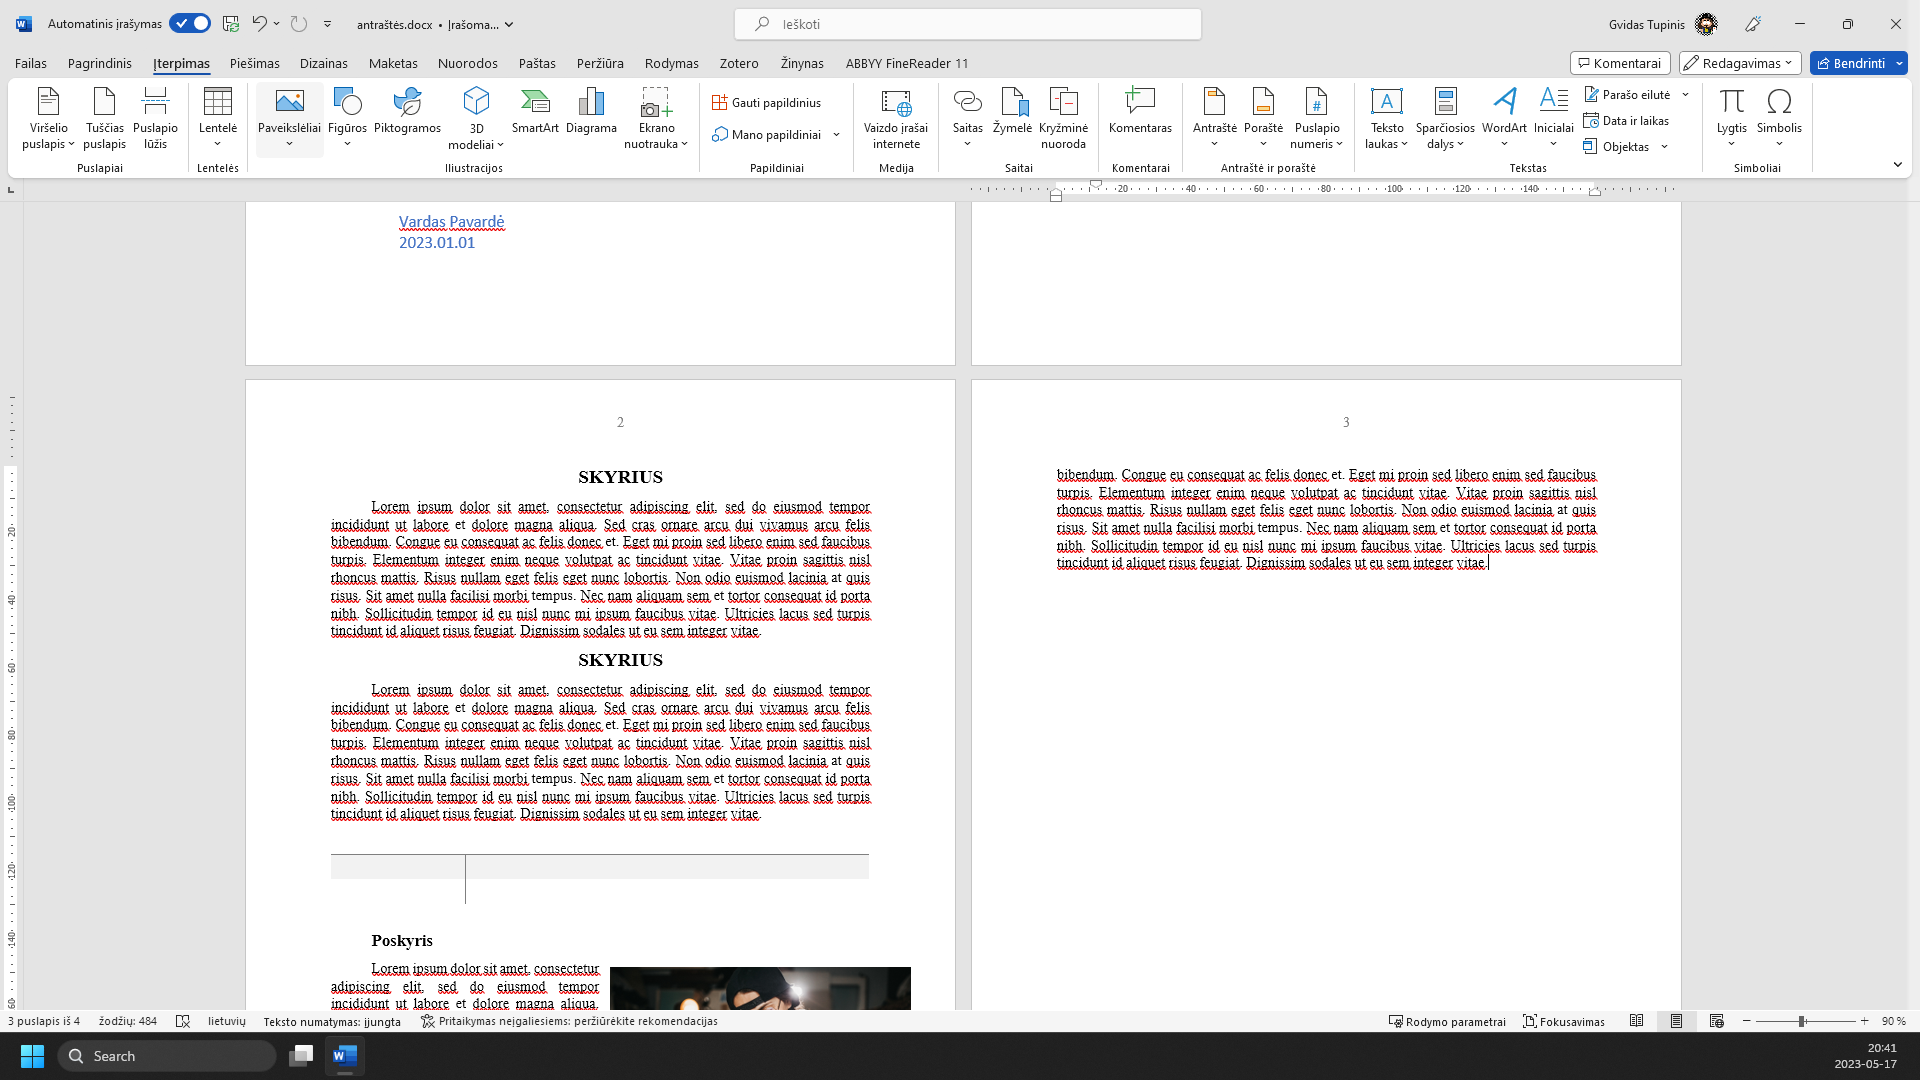 Automatinis įrašymas
antraštės.docx • Įrašoma...
Ieškoti
Gvidas Tupinis
Failas Pagrindinis Įterpimas Piešimas Dizainas Maketas Nuorodos Paštas Peržiūra Rodymas Zotero Žinynas ABBYY FineReader 11
Komentarai Redagavimas Bendrinti
Viršelio puslapis
Tuščias puslapis
Puslapio lūžis
Puslapiai
Lentelė
Lentelės
Paveikslėliai
Figūros
Piktogramos
3D modeliai
SmartArt
Diagrama
Ekrano nuotrauka
Iliustracijos
Gauti papildinius
Mano papildiniai
Papildiniai
Vaizdo įrašai internete
Medija
Saitas
Žymelė
Kryžminė nuoroda
Saitai
Komentaras
Komentarai
Antraštė
Poraštė
Puslapio numeris
Antraštė ir poraštė
Teksto laukas
Sparčiosios dalys
WordArt
Inicialai
Parašo eilutė
Data ir laikas
Objektas
Tekstas
Lygtis
Simbolis
Simboliai
20 40 60 80 100 120 140
Vardas Pavardė
2023.01.01
2
SKYRIUS
Lorem ipsum dolor sit amet, consectetur adipiscing elit, sed do eiusmod tempor
incididunt ut labore et dolore magna aliqua. Sed cras ornare arcu dui vivamus arcu felis
bibendum. Congue eu consequat ac felis donec et. Eget mi proin sed libero enim sed faucibus
turpis. Elementum integer enim neque volutpat ac tincidunt vitae. Vitae proin sagittis nisl
rhoncus mattis. Risus nullam eget felis eget nunc lobortis. Non odio euismod lacinia at quis
risus. Sit amet nulla facilisi morbi tempus. Nec nam aliquam sem et tortor consequat id porta
nibh. Sollicitudin tempor id eu nisl nunc mi ipsum faucibus vitae. Ultricies lacus sed turpis
tincidunt id aliquet risus feugiat. Dignissim sodales ut eu sem integer vitae.
SKYRIUS
Lorem ipsum dolor sit amet, consectetur adipiscing elit, sed do eiusmod tempor
incididunt ut labore et dolore magna aliqua. Sed cras ornare arcu dui vivamus arcu felis
bibendum. Congue eu consequat ac felis donec et. Eget mi proin sed libero enim sed faucibus
turpis. Elementum integer enim neque volutpat ac tincidunt vitae. Vitae proin sagittis nisl
rhoncus mattis. Risus nullam eget felis eget nunc lobortis. Non odio euismod lacinia at quis
risus. Sit amet nulla facilisi morbi tempus. Nec nam aliquam sem et tortor consequat id porta
nibh. Sollicitudin tempor id eu nisl nunc mi ipsum faucibus vitae. Ultricies lacus sed turpis
tincidunt id aliquet risus feugiat. Dignissim sodales ut eu sem integer vitae.
Poskyris
Lorem ipsum dolor sit amet, consectetur
adipiscing elit, sed do eiusmod tempor
incididunt ut labore et dolore magna aliqua.
3
bibendum. Congue eu consequat ac felis donec et. Eget mi proin sed libero enim sed faucibus
turpis. Elementum integer enim neque volutpat ac tincidunt vitae. Vitae proin sagittis nisl
rhoncus mattis. Risus nullam eget felis eget nunc lobortis. Non odio euismod lacinia at quis
risus. Sit amet nulla facilisi morbi tempus. Nec nam aliquam sem et tortor consequat id porta
nibh. Sollicitudin tempor id eu nisl nunc mi ipsum faucibus vitae. Ultricies lacus sed turpis
tincidunt id aliquet risus feugiat. Dignissim sodales ut eu sem integer vitae.
20
40
60
80
100
120
140
3 puslapis iš 4 žodžių: 484 lietuvių Teksto numatymas: įjungta Pritaikymas neįgaliesiems: peržiūrėkite rekomendacijas
Rodymo parametrai Fokusavimas 90 %
Search
20:41
2023-05-17